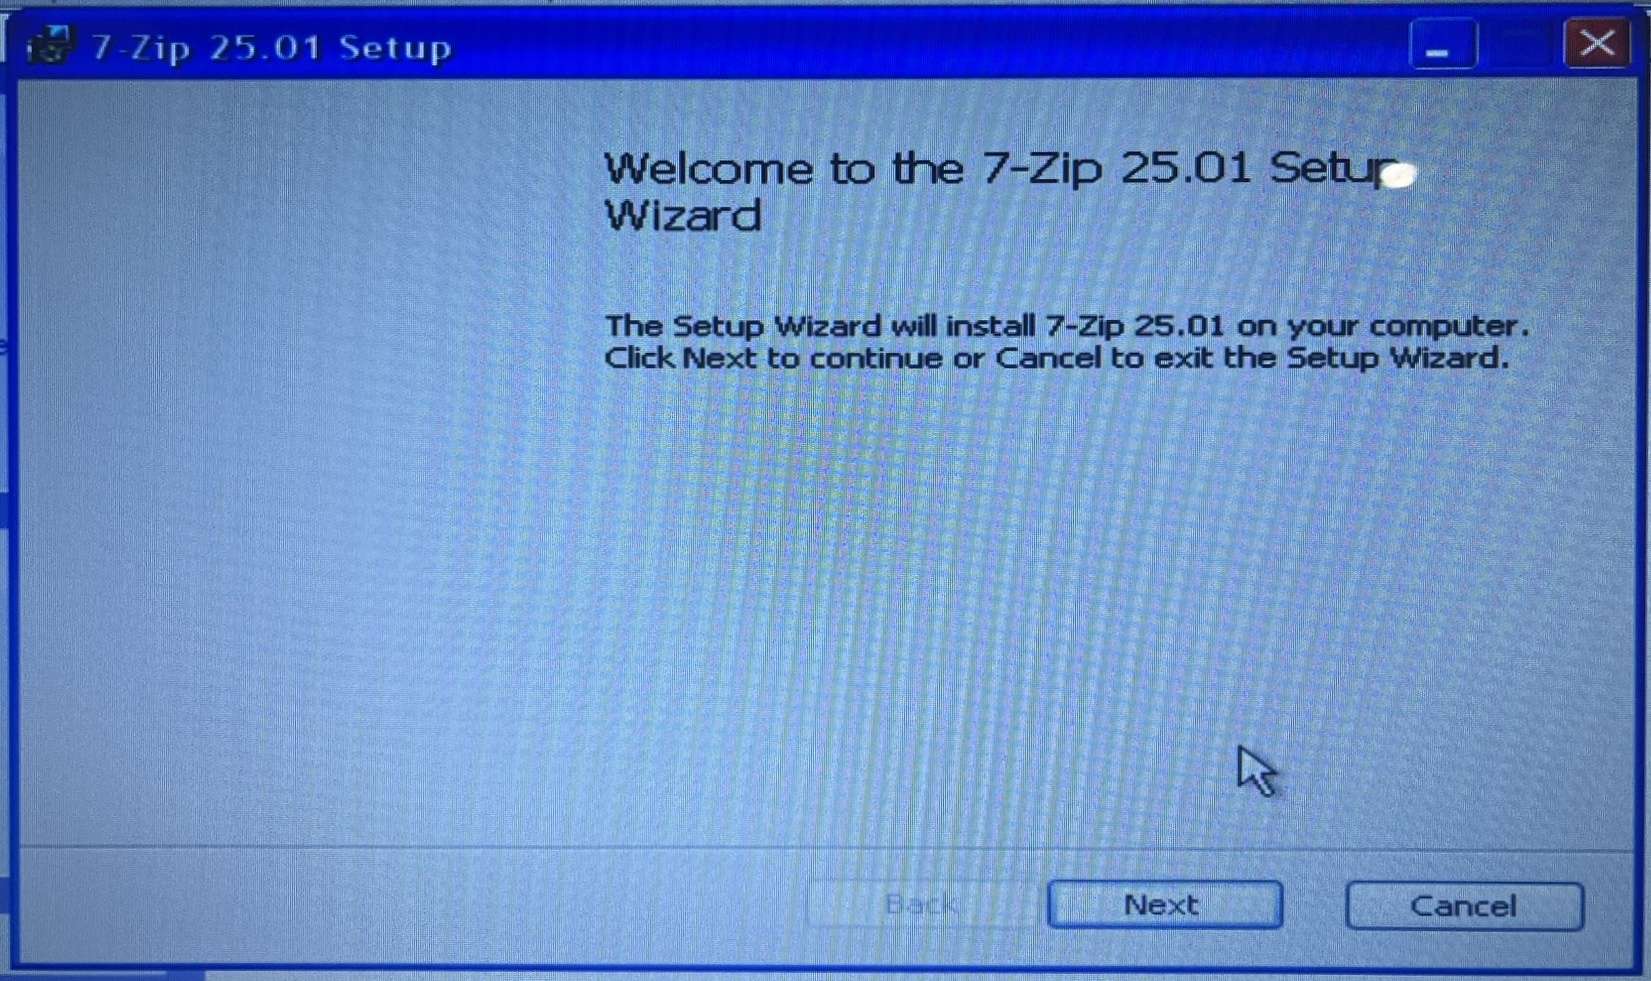 7-Zip 25.01 Setup
Welcome to the 7-Zip 25.01 Setup
Wizard
The Setup Wizard will install 7-Zip 25.01 on your computer.
Click Next to continue or Cancel to exit the Setup Wizard.
Back
Next
Cancel